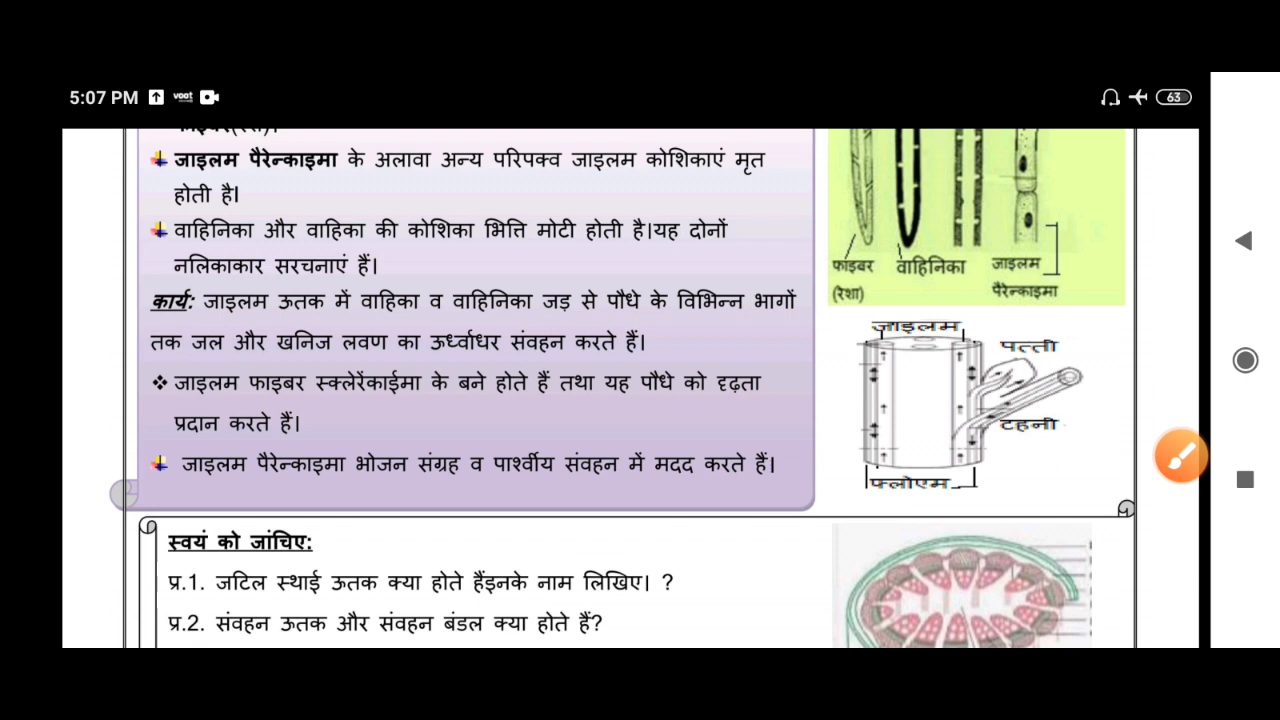 5:07 PM
voot
63
जाइलम पैरेन्काइमा के अलावा अन्य परिपक्व जाइलम कोशिकाएं मृत
होती है।
वाहिनिका और वाहिका की कोशिका भित्ति मोटी होती है।यह दोनों
नलिकाकार सरचनाएं हैं।
कार्य: जाइलम ऊतक में वाहिका व वाहिनिका जड़ से पौधे के विभिन्न भागों
तक जल और खनिज लवण का ऊर्ध्वाधर संवहन करते हैं।
❖ जाइलम फाइबर स्क्लेरेंकाईमा के बने होते हैं तथा यह पौधे को दृढ़ता
प्रदान करते हैं।
जाइलम पैरेन्काइमा भोजन संग्रह व पार्श्वीय संवहन में मदद करते हैं।
फाइबर
(रेशा)
वाहिनिका
जाइलम
पैरेन्काइमा
जाइलम
पत्ती
टहनी
फ्लोएम
स्वयं को जांचिए:
प्र.1. जटिल स्थाई ऊतक क्या होते हैंइनके नाम लिखिए। ?
प्र.2. संवहन ऊतक और संवहन बंडल क्या होते हैं?